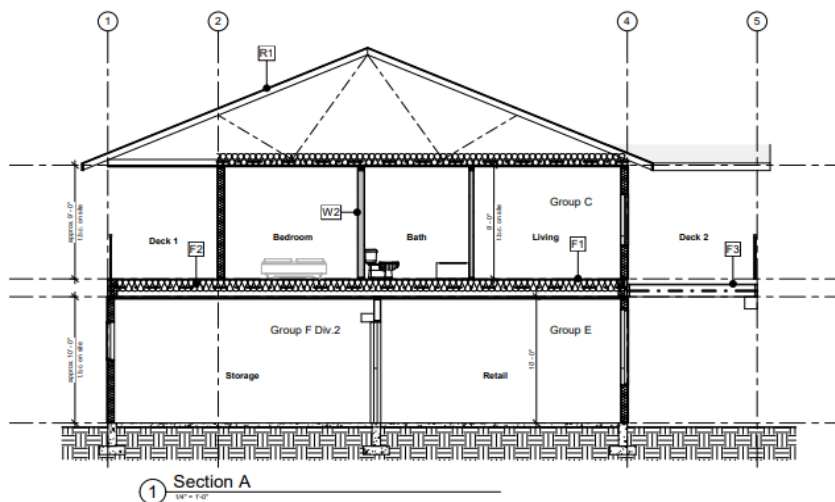 1
2
4
5
R1
Group C
W2
approx 9' - 0"
t.b.c. on site
9' - 0"
t.b.c. on site
Deck 1
Bedroom
Bath
Living
Deck 2
F2
F1
F3
Group F Div.2
Group E
approx. 10' - 0"
t.b.c. on site
10' - 0"
Storage
Retail
1
Section A
1/4" = 1'-0"